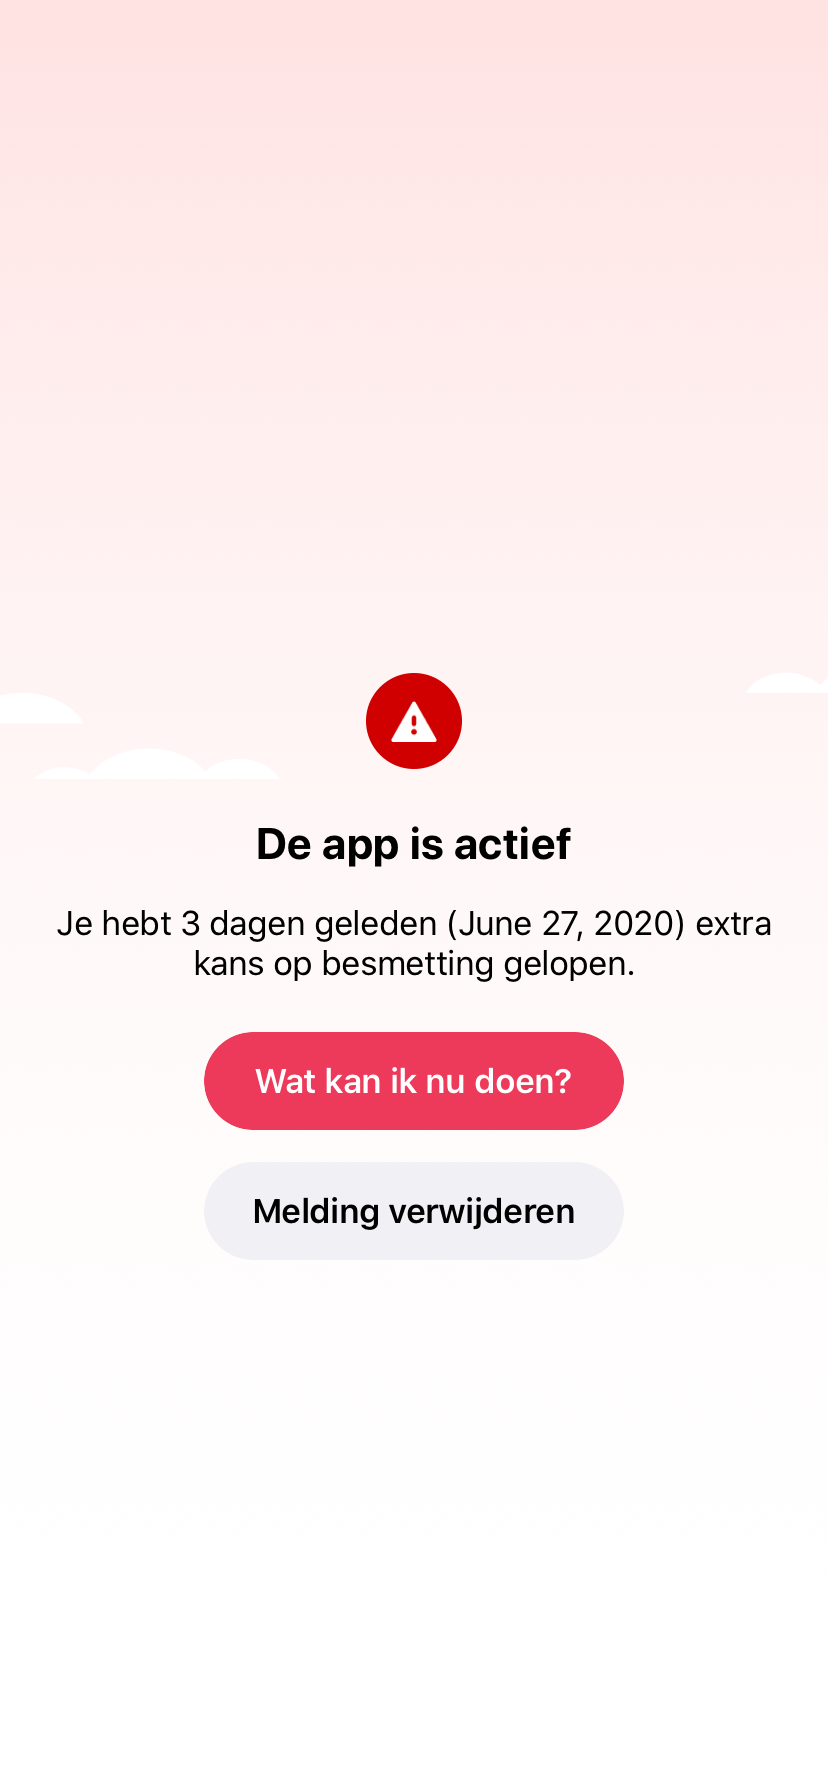 De app is actief
Je hebt 3 dagen geleden (June 27, 2020) extra
kans op besmetting gelopen.
Wat kan ik nu doen?
Melding verwijderen